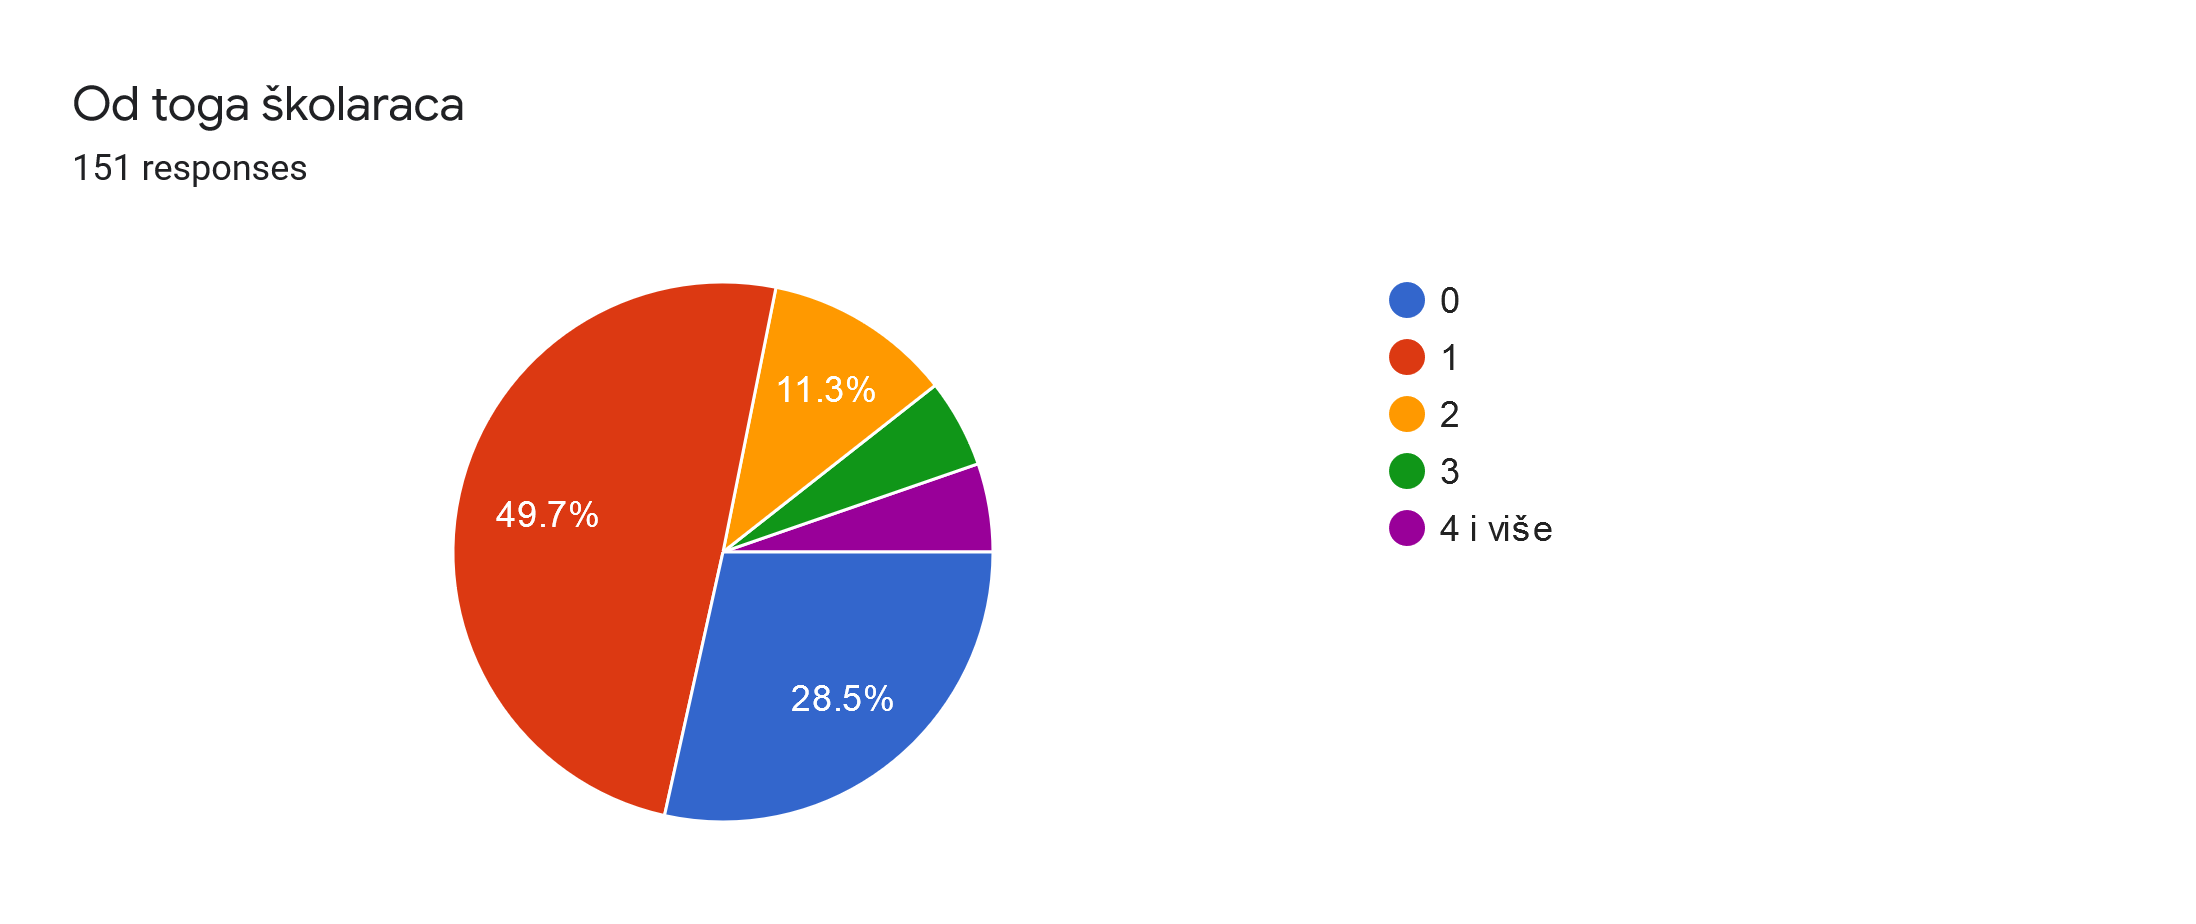 Od toga školaraca
151 responses
11.3%
49.7%
28.5%
0
1
2
3
4 i više